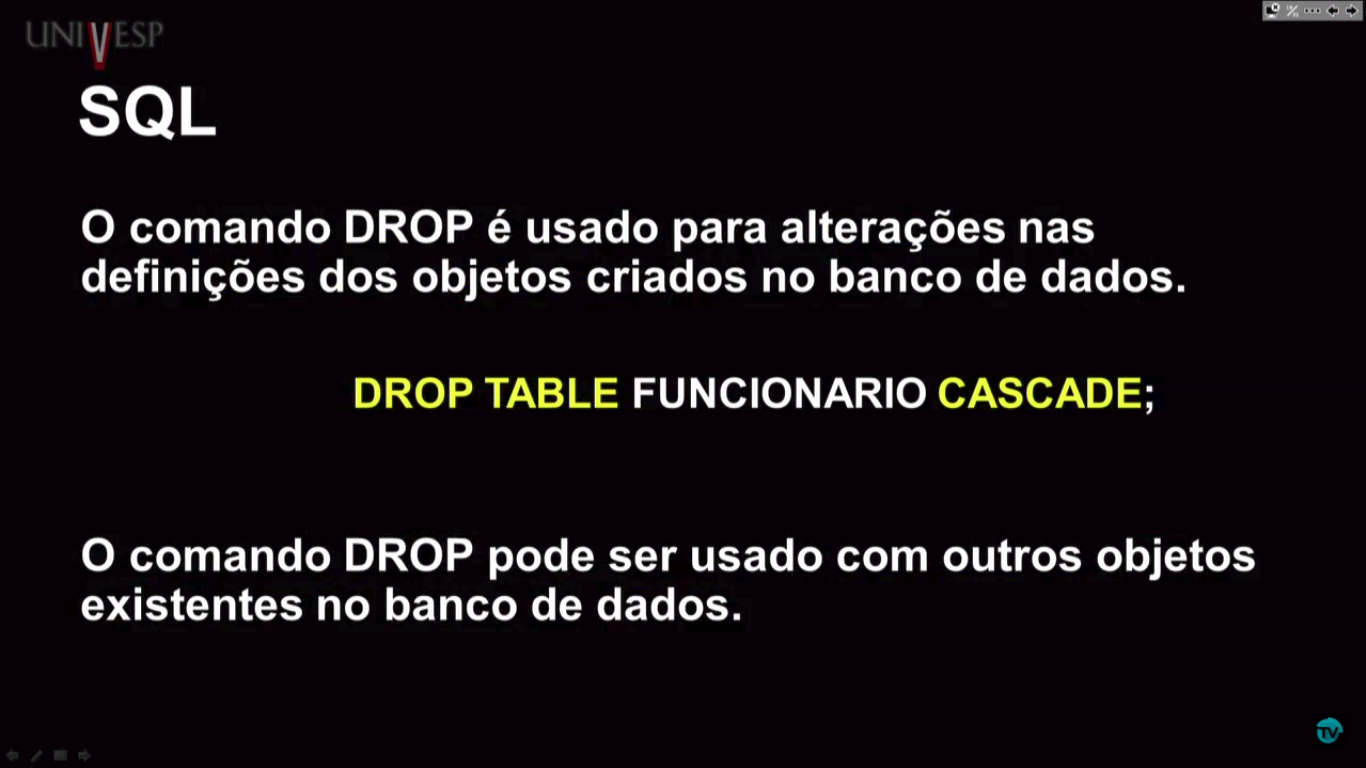 UNIVESP
SQL
O comando DROP é usado para alterações nas
definições dos objetos criados no banco de dados.
DROP TABLE FUNCIONARIO CASCADE;
O comando DROP pode ser usado com outros objetos
existentes no banco de dados.
TV